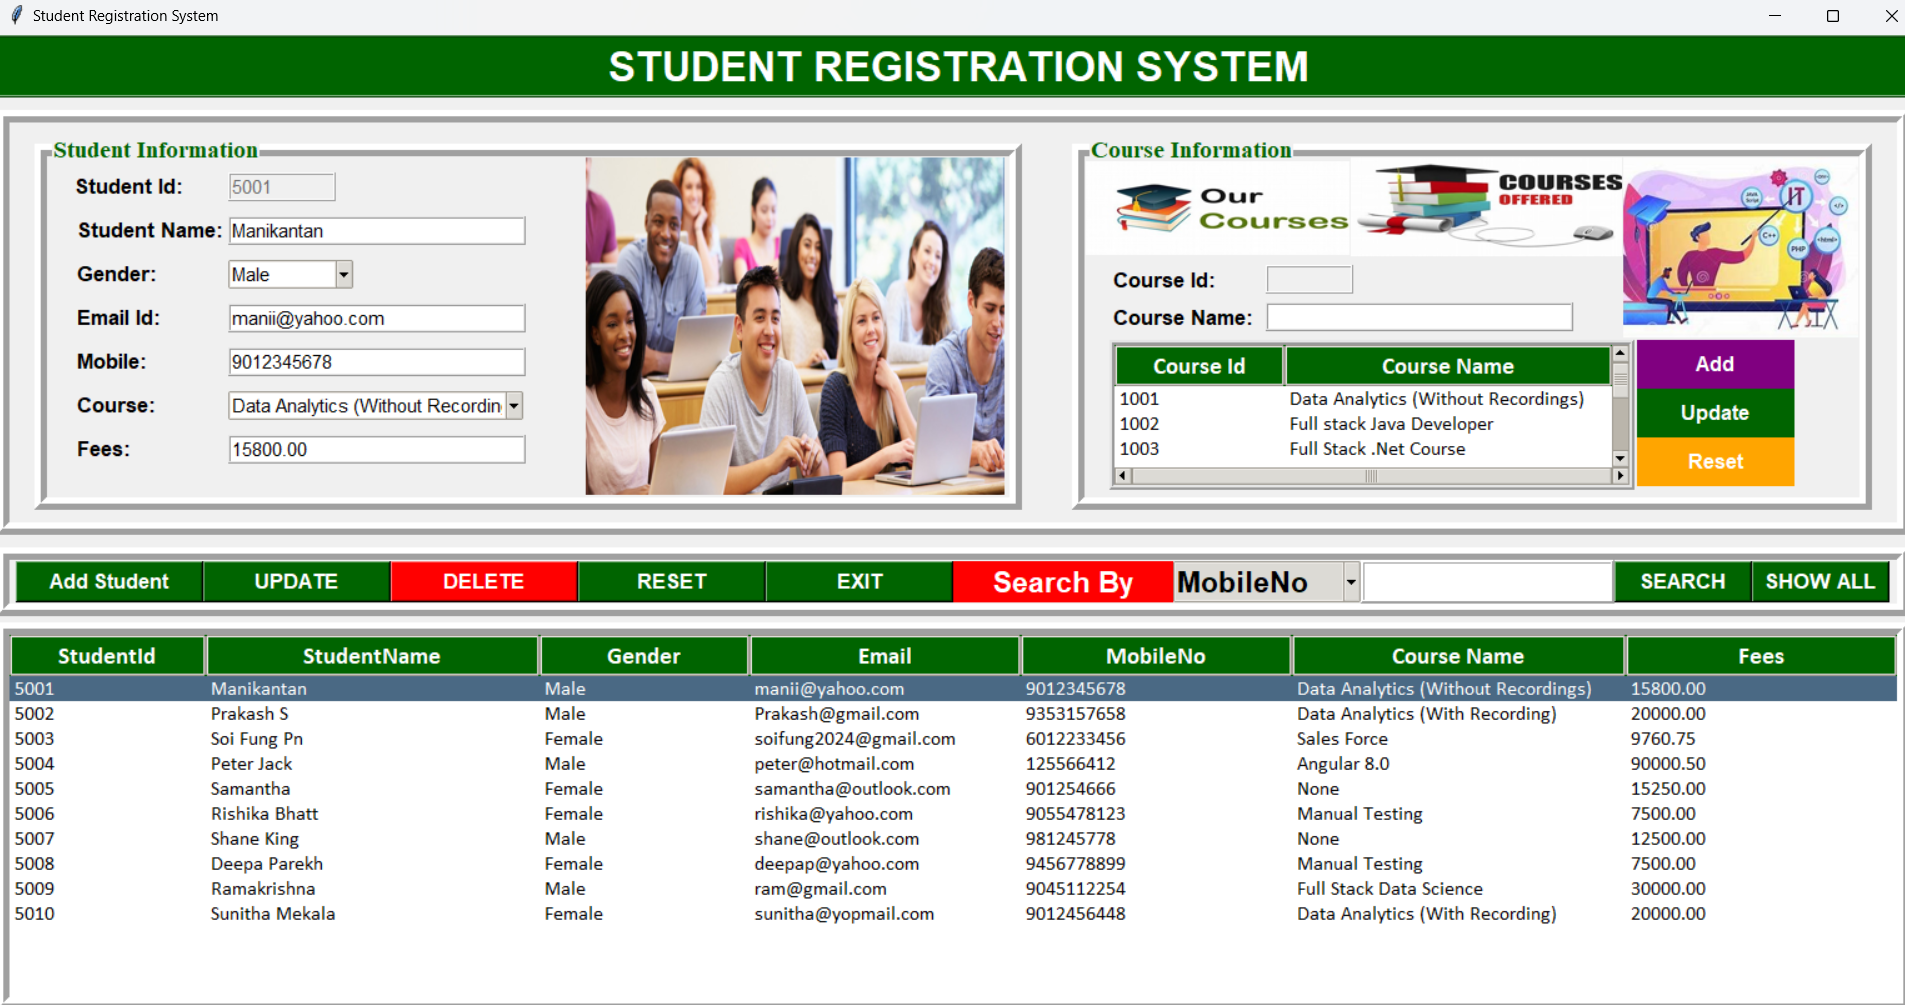 Student Registration System
STUDENT REGISTRATION SYSTEM
Student Information
Student Id: 5001
Student Name: Manikantan
Gender: Male
Email Id: manii@yahoo.com
Mobile: 9012345678
Course: Data Analytics (Without Recordin
Fees: 15800.00
Course Information
Our
Courses
COURSES
OFFERED
IT
Java
Script
C++
PHP
<html>
</>
Course Id:
Course Name:
Course Id Course Name
1001 Data Analytics (Without Recordings)
1002 Full stack Java Developer
1003 Full Stack .Net Course
Add
Update
Reset
Add Student UPDATE DELETE RESET EXIT Search By MobileNo SEARCH SHOW ALL
StudentId StudentName Gender Email MobileNo Course Name Fees
5001 Manikantan Male manii@yahoo.com 9012345678 Data Analytics (Without Recordings) 15800.00
5002 Prakash S Male Prakash@gmail.com 9353157658 Data Analytics (With Recording) 20000.00
5003 Soi Fung Pn Female soifung2024@gmail.com 6012233456 Sales Force 9760.75
5004 Peter Jack Male peter@hotmail.com 125566412 Angular 8.0 90000.50
5005 Samantha Female samantha@outlook.com 901254666 None 15250.00
5006 Rishika Bhatt Female rishika@yahoo.com 9055478123 Manual Testing 7500.00
5007 Shane King Male shane@outlook.com 981245778 None 12500.00
5008 Deepa Parekh Female deepap@yahoo.com 9456778899 Manual Testing 7500.00
5009 Ramakrishna Male ram@gmail.com 9045112254 Full Stack Data Science 30000.00
5010 Sunitha Mekala Female sunitha@yopmail.com 9012456448 Data Analytics (With Recording) 20000.00